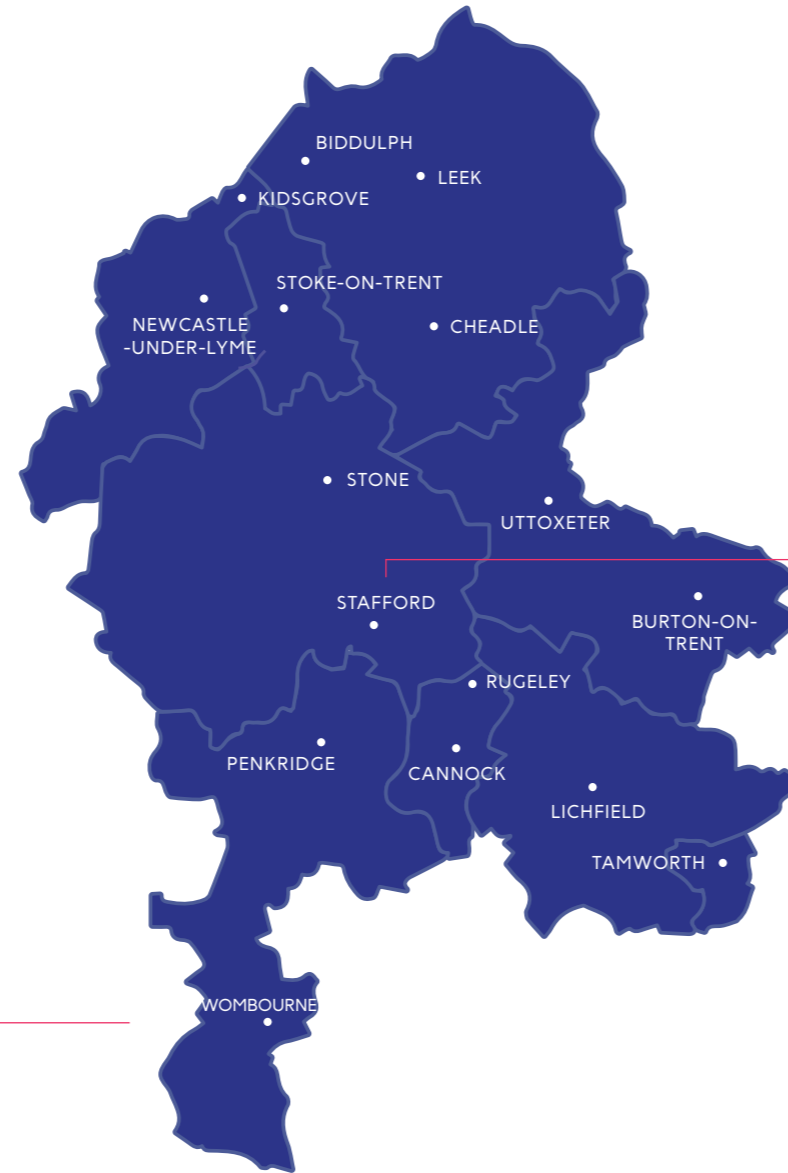 BIDDULPH
LEEK
KIDSGROVE
STOKE-ON-TRENT
NEWCASTLE
-UNDER-LYME
CHEADLE
STONE
UTTOXETER
STAFFORD
BURTON-ON-
TRENT
RUGELEY
PENKRIDGE
CANNOCK
LICHFIELD
TAMWORTH
WOMBOURNE